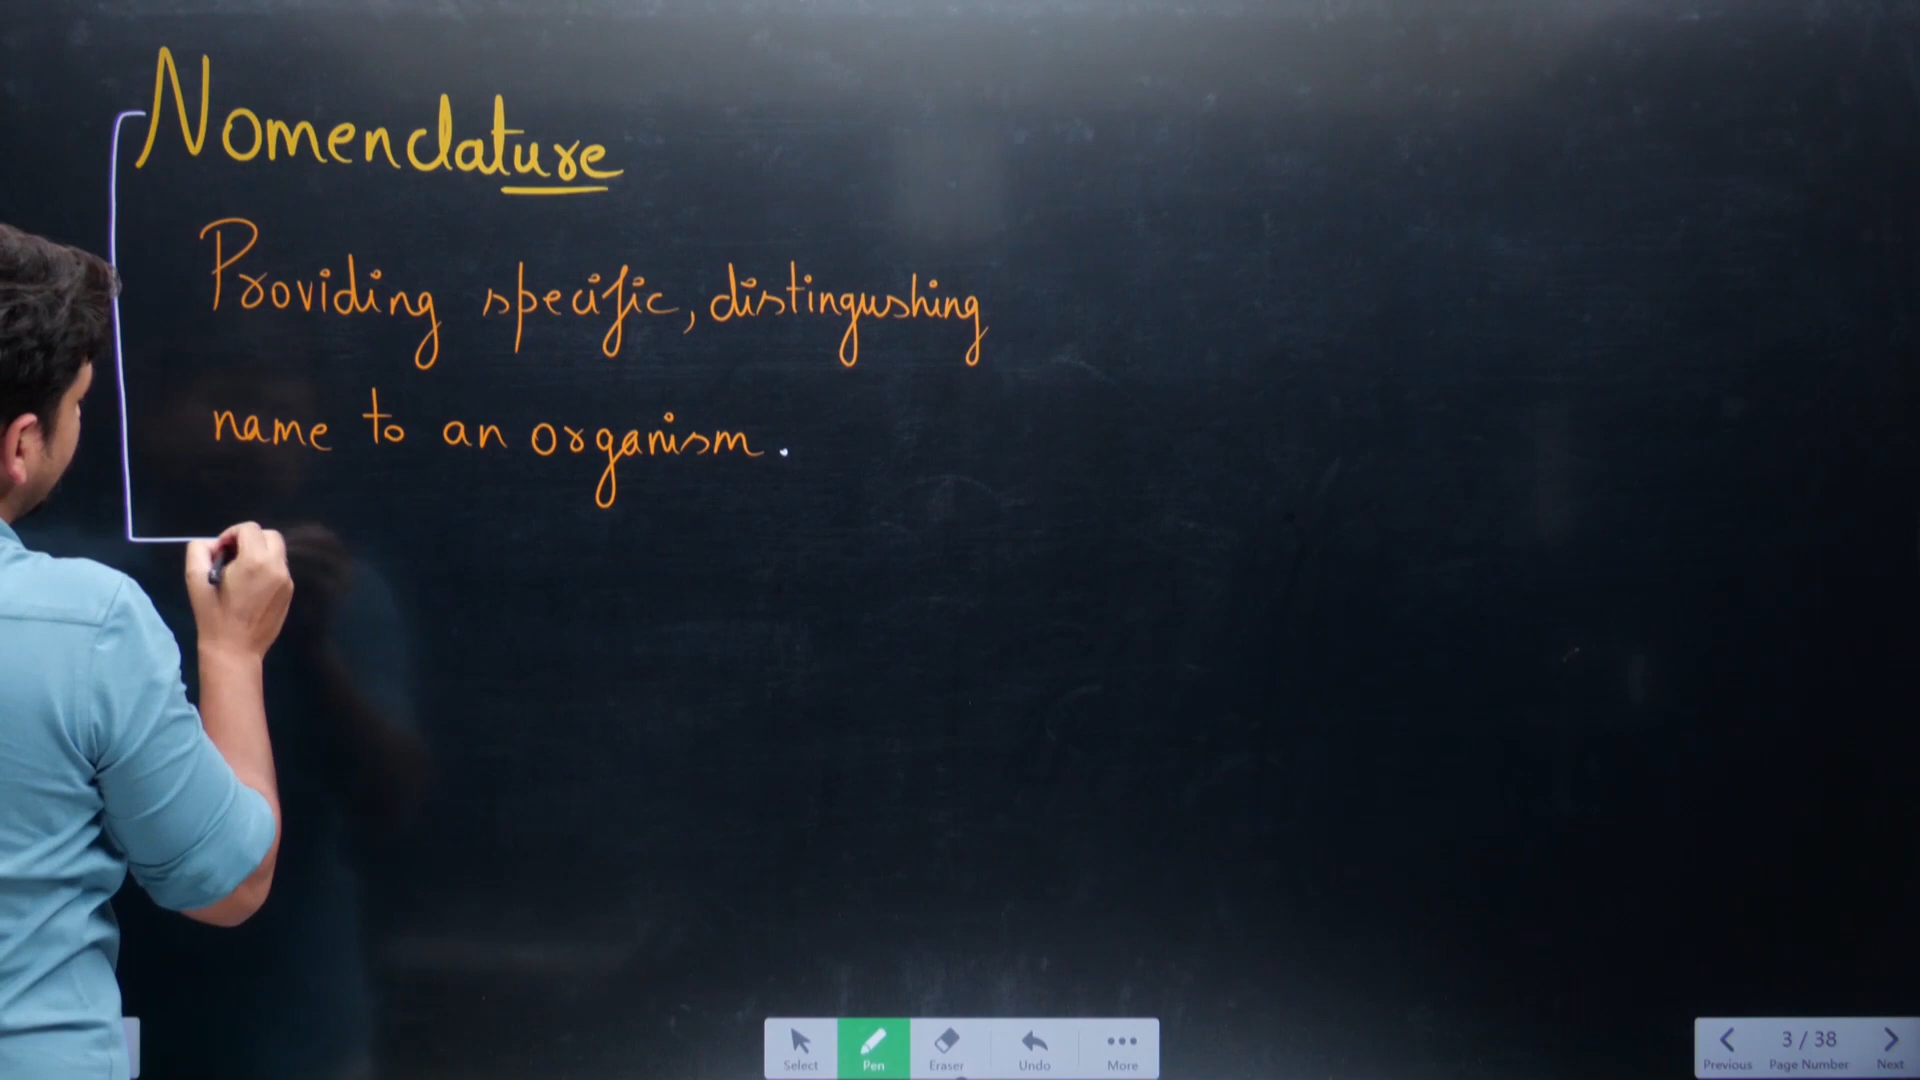 Nomenclature
Providing specific, distingushing
name to an organism.
Select Pen Eraser Undo More
3 / 38
Previous Page Number Next